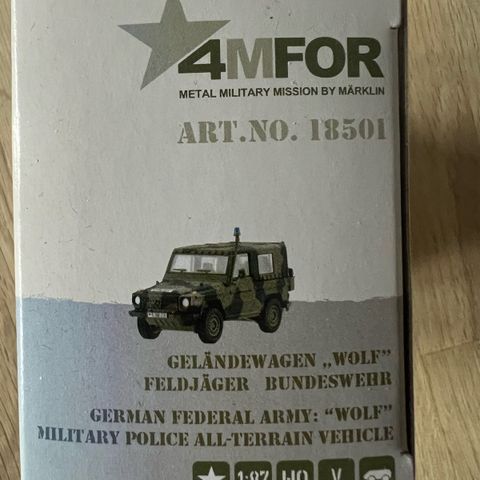 4MFOR
METAL MILITARY MISSION BY MÄRKLIN
ART.NO. 18501
GELÄNDEWAGEN „WOLF”
FELDJÄGER BUNDESWEHR
GERMAN FEDERAL ARMY: “WOLF”
MILITARY POLICE ALL-TERRAIN VEHICLE
1:87 HO V